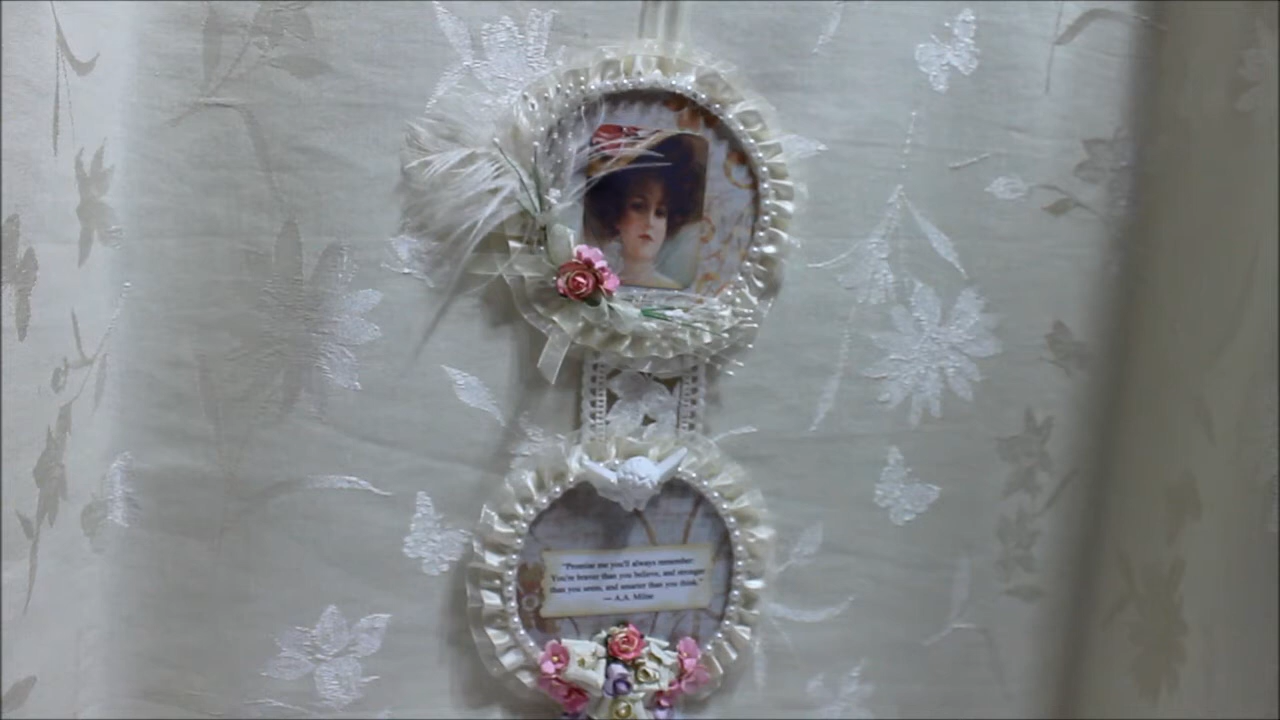 "Promise me you'll always remember:
You're braver than you believe, and stronger
than you seem, and smarter than you think."
— A.A. Milne